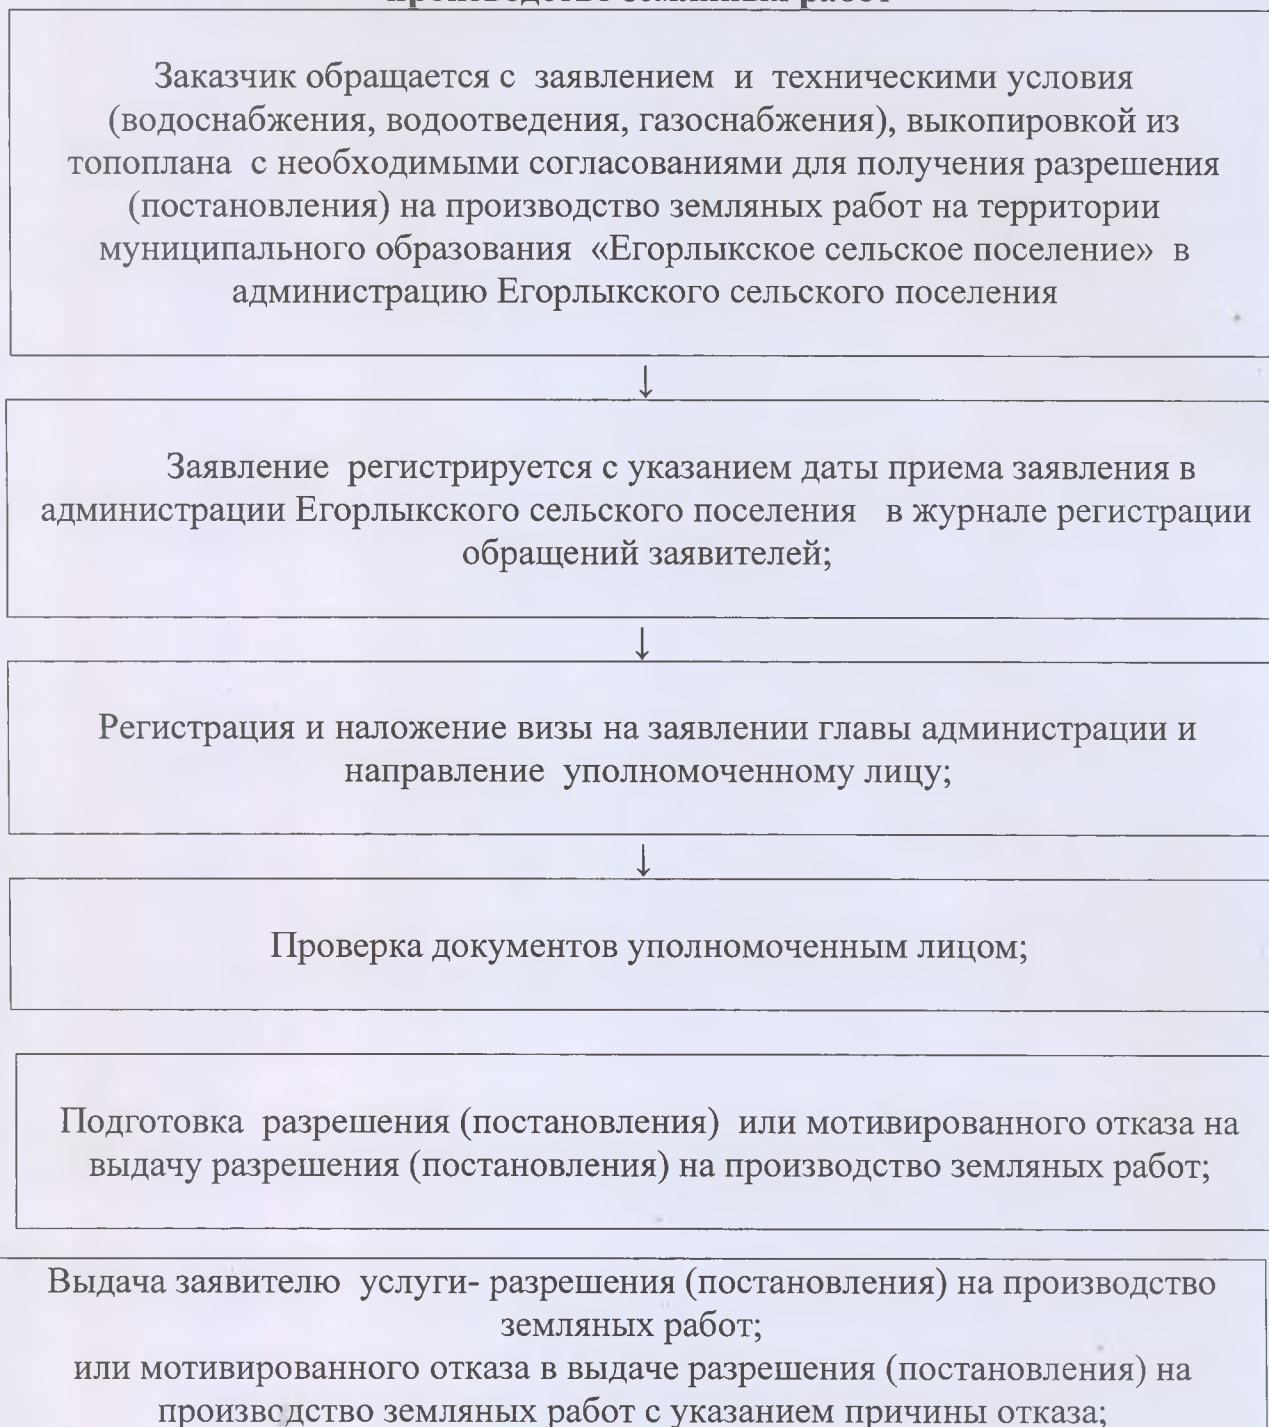 производство земляных работ
Заказчик обращается с заявлением и техническими условия
(водоснабжения, водоотведения, газоснабжения), выкопировкой из
топоплана с необходимыми согласованиями для получения разрешения
(постановления) на производство земляных работ на территории
муниципального образования «Егорлыкское сельское поселение» в
администрацию Егорлыкского сельского поселения
↓
Заявление регистрируется с указанием даты приема заявления в
администрации Егорлыкского сельского поселения в журнале регистрации
обращений заявителей;
↓
Регистрация и наложение визы на заявлении главы администрации и
направление уполномоченному лицу;
↓
Проверка документов уполномоченным лицом;
Подготовка разрешения (постановления) или мотивированного отказа на
выдачу разрешения (постановления) на производство земляных работ;
Выдача заявителю услуги- разрешения (постановления) на производство
земляных работ;
или мотивированного отказа в выдаче разрешения (постановления) на
производство земляных работ с указанием причины отказа;